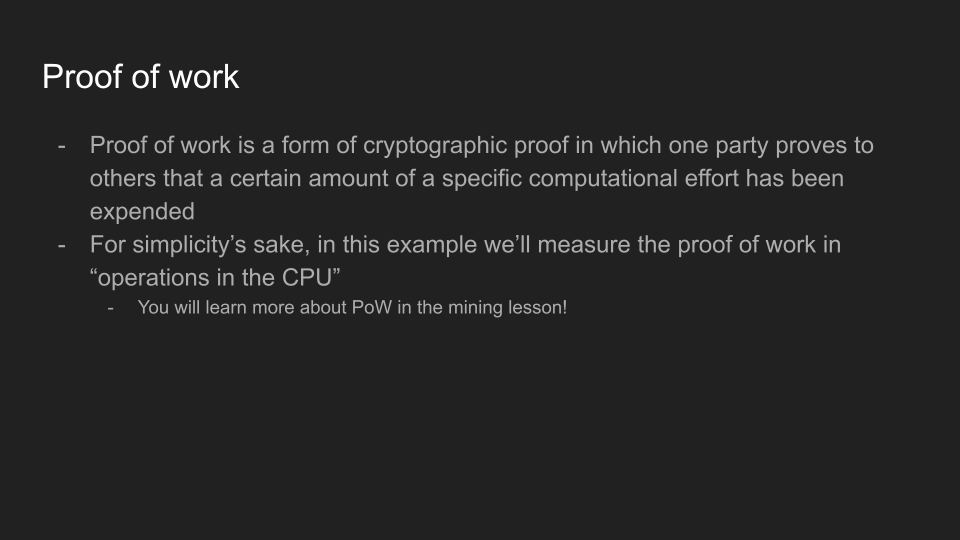 Proof of work
- Proof of work is a form of cryptographic proof in which one party proves to
others that a certain amount of a specific computational effort has been
expended
- For simplicity’s sake, in this example we’ll measure the proof of work in
“operations in the CPU”
- You will learn more about PoW in the mining lesson!